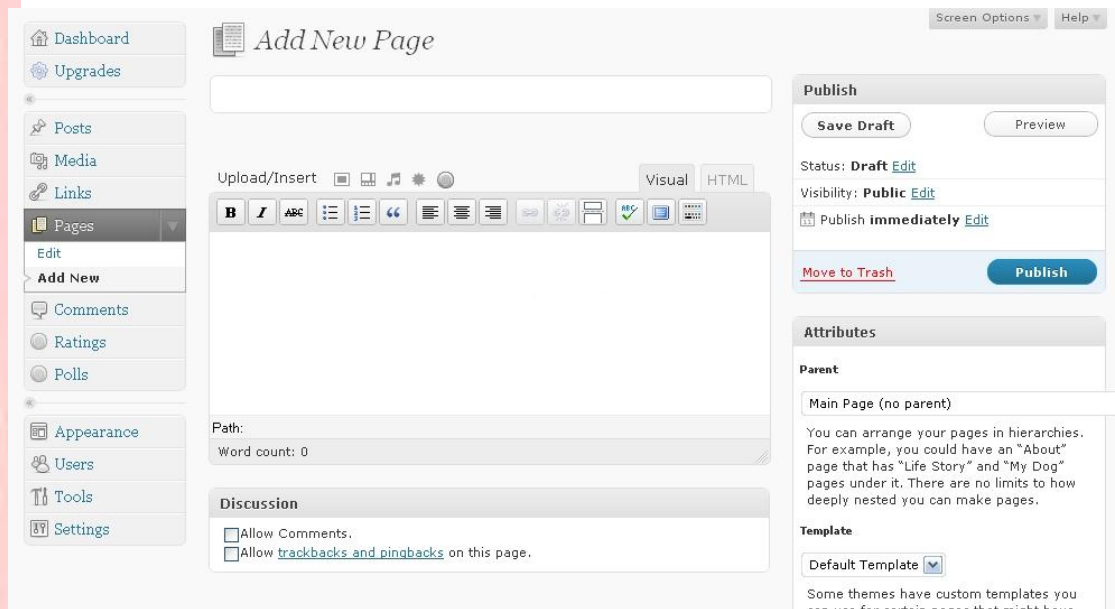 Screen Options
Help
Dashboard
Upgrades
Posts
Media
Links
Pages
Edit
Add New
Comments
Ratings
Polls
Appearance
Users
Tools
Settings
Add New Page
Upload/Insert
Visual
HTML
B I ABC
ABC
Path:
Word count: 0
Discussion
Allow Comments.
Allow trackbacks and pingbacks on this page.
Publish
Save Draft
Preview
Status: Draft Edit
Visibility: Public Edit
Publish immediately Edit
Move to Trash
Publish
Attributes
Parent
Main Page (no parent)
You can arrange your pages in hierarchies.
For example, you could have an "About"
page that has "Life Story" and "My Dog"
pages under it. There are no limits to how
deeply nested you can make pages.
Template
Default Template
Some themes have custom templates you